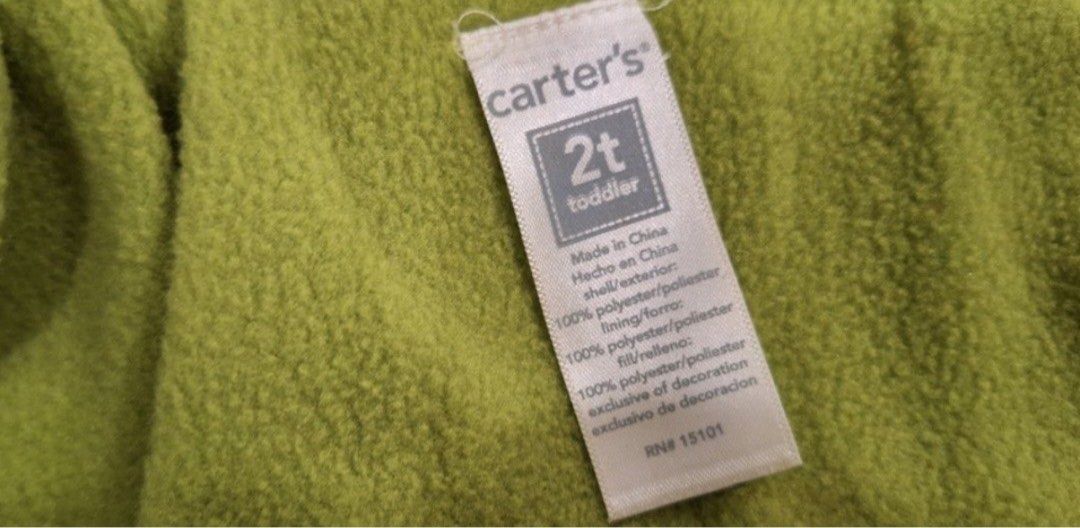 carter's®
2t
toddler
Made in China
Hecho en China
shell/exterior:
100% polyester/poliester
lining/forro:
100% polyester/poliester
fill/relleno:
100% polyester/poliester
exclusive of decoration
exclusivo de decoracion
RN# 15101